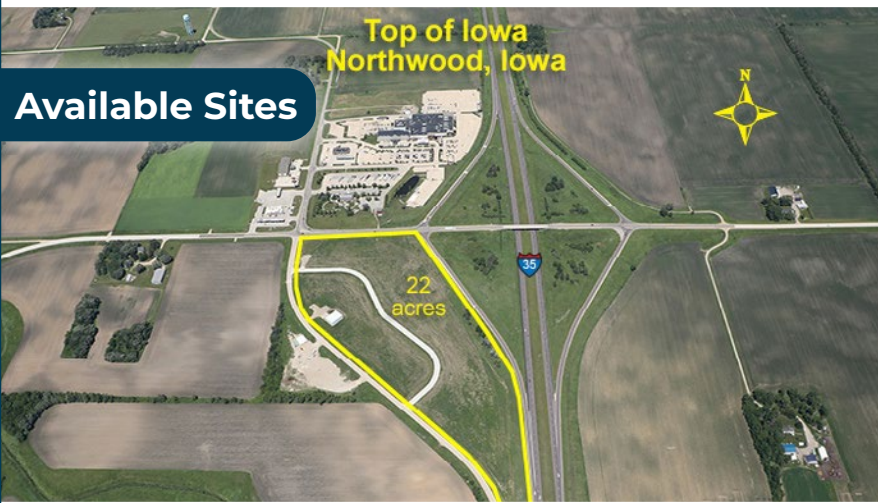 Top of Iowa
Northwood, Iowa
Available Sites
N
35
22
acres